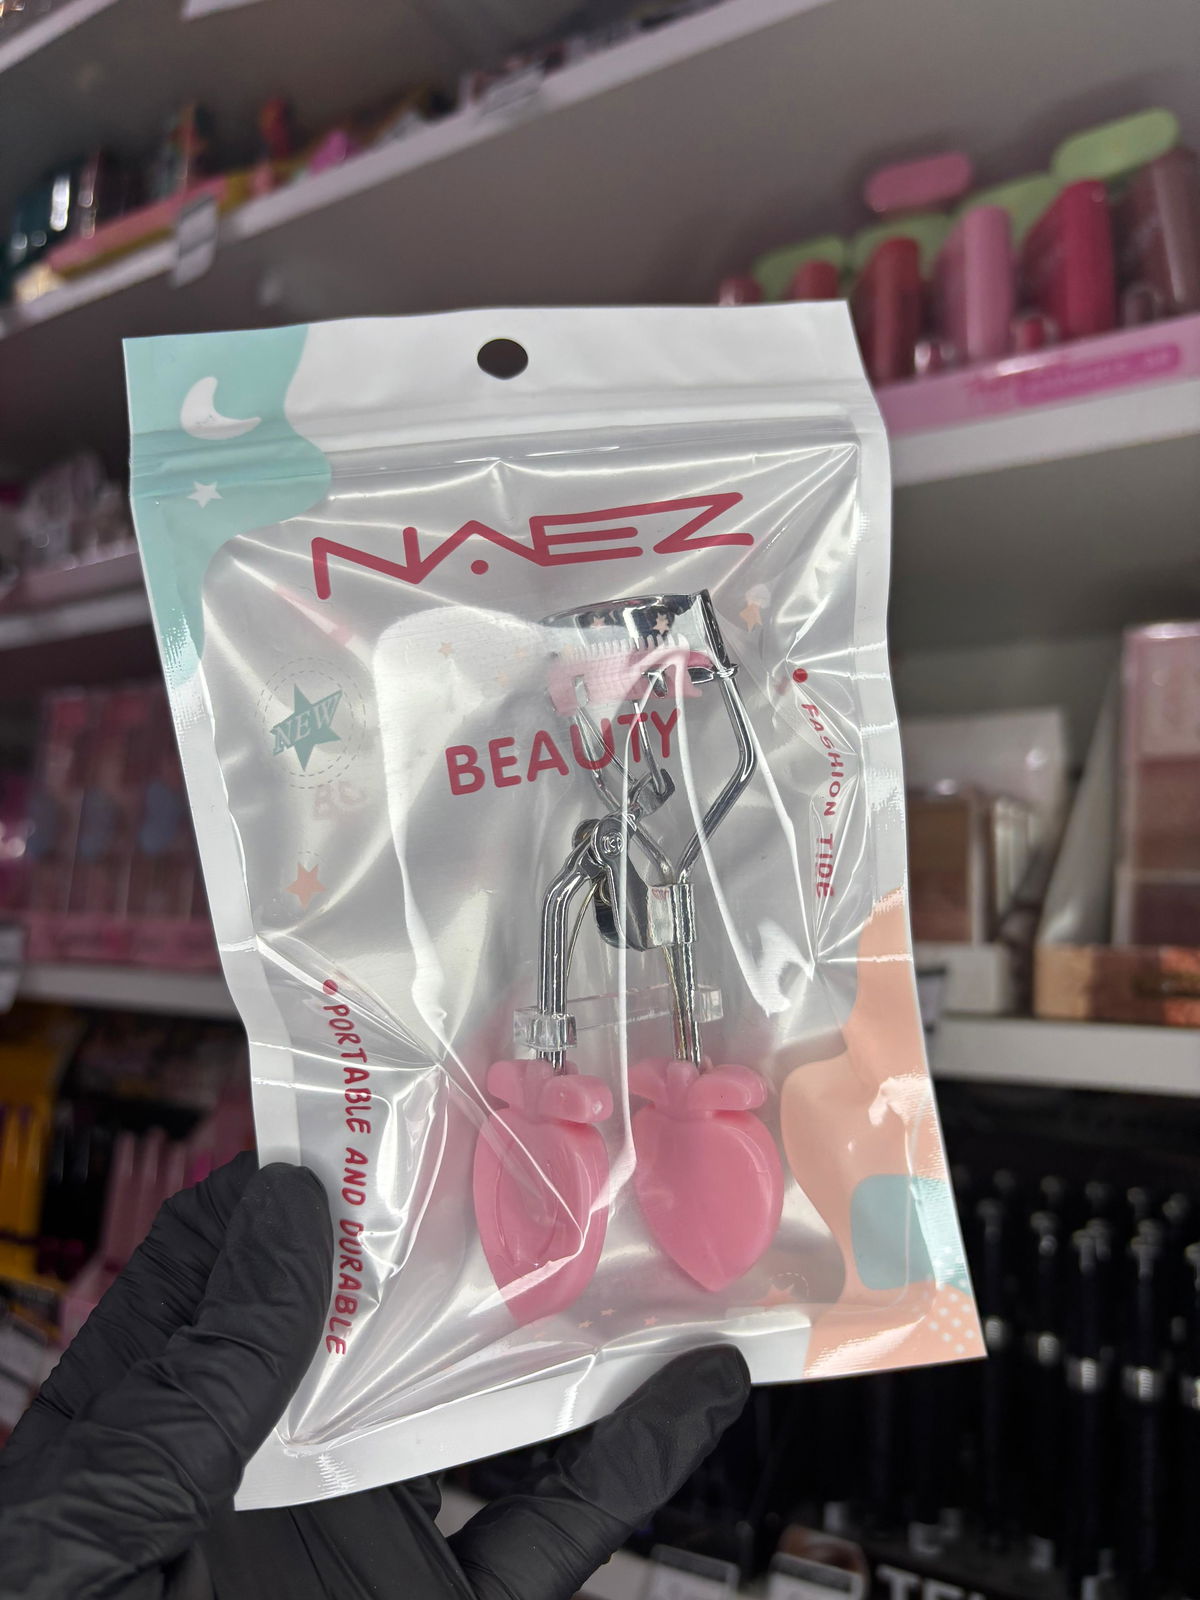 NAEZ
BEAUTY
NEW
• FASHION TIDE
• PORTABLE AND DURABLE